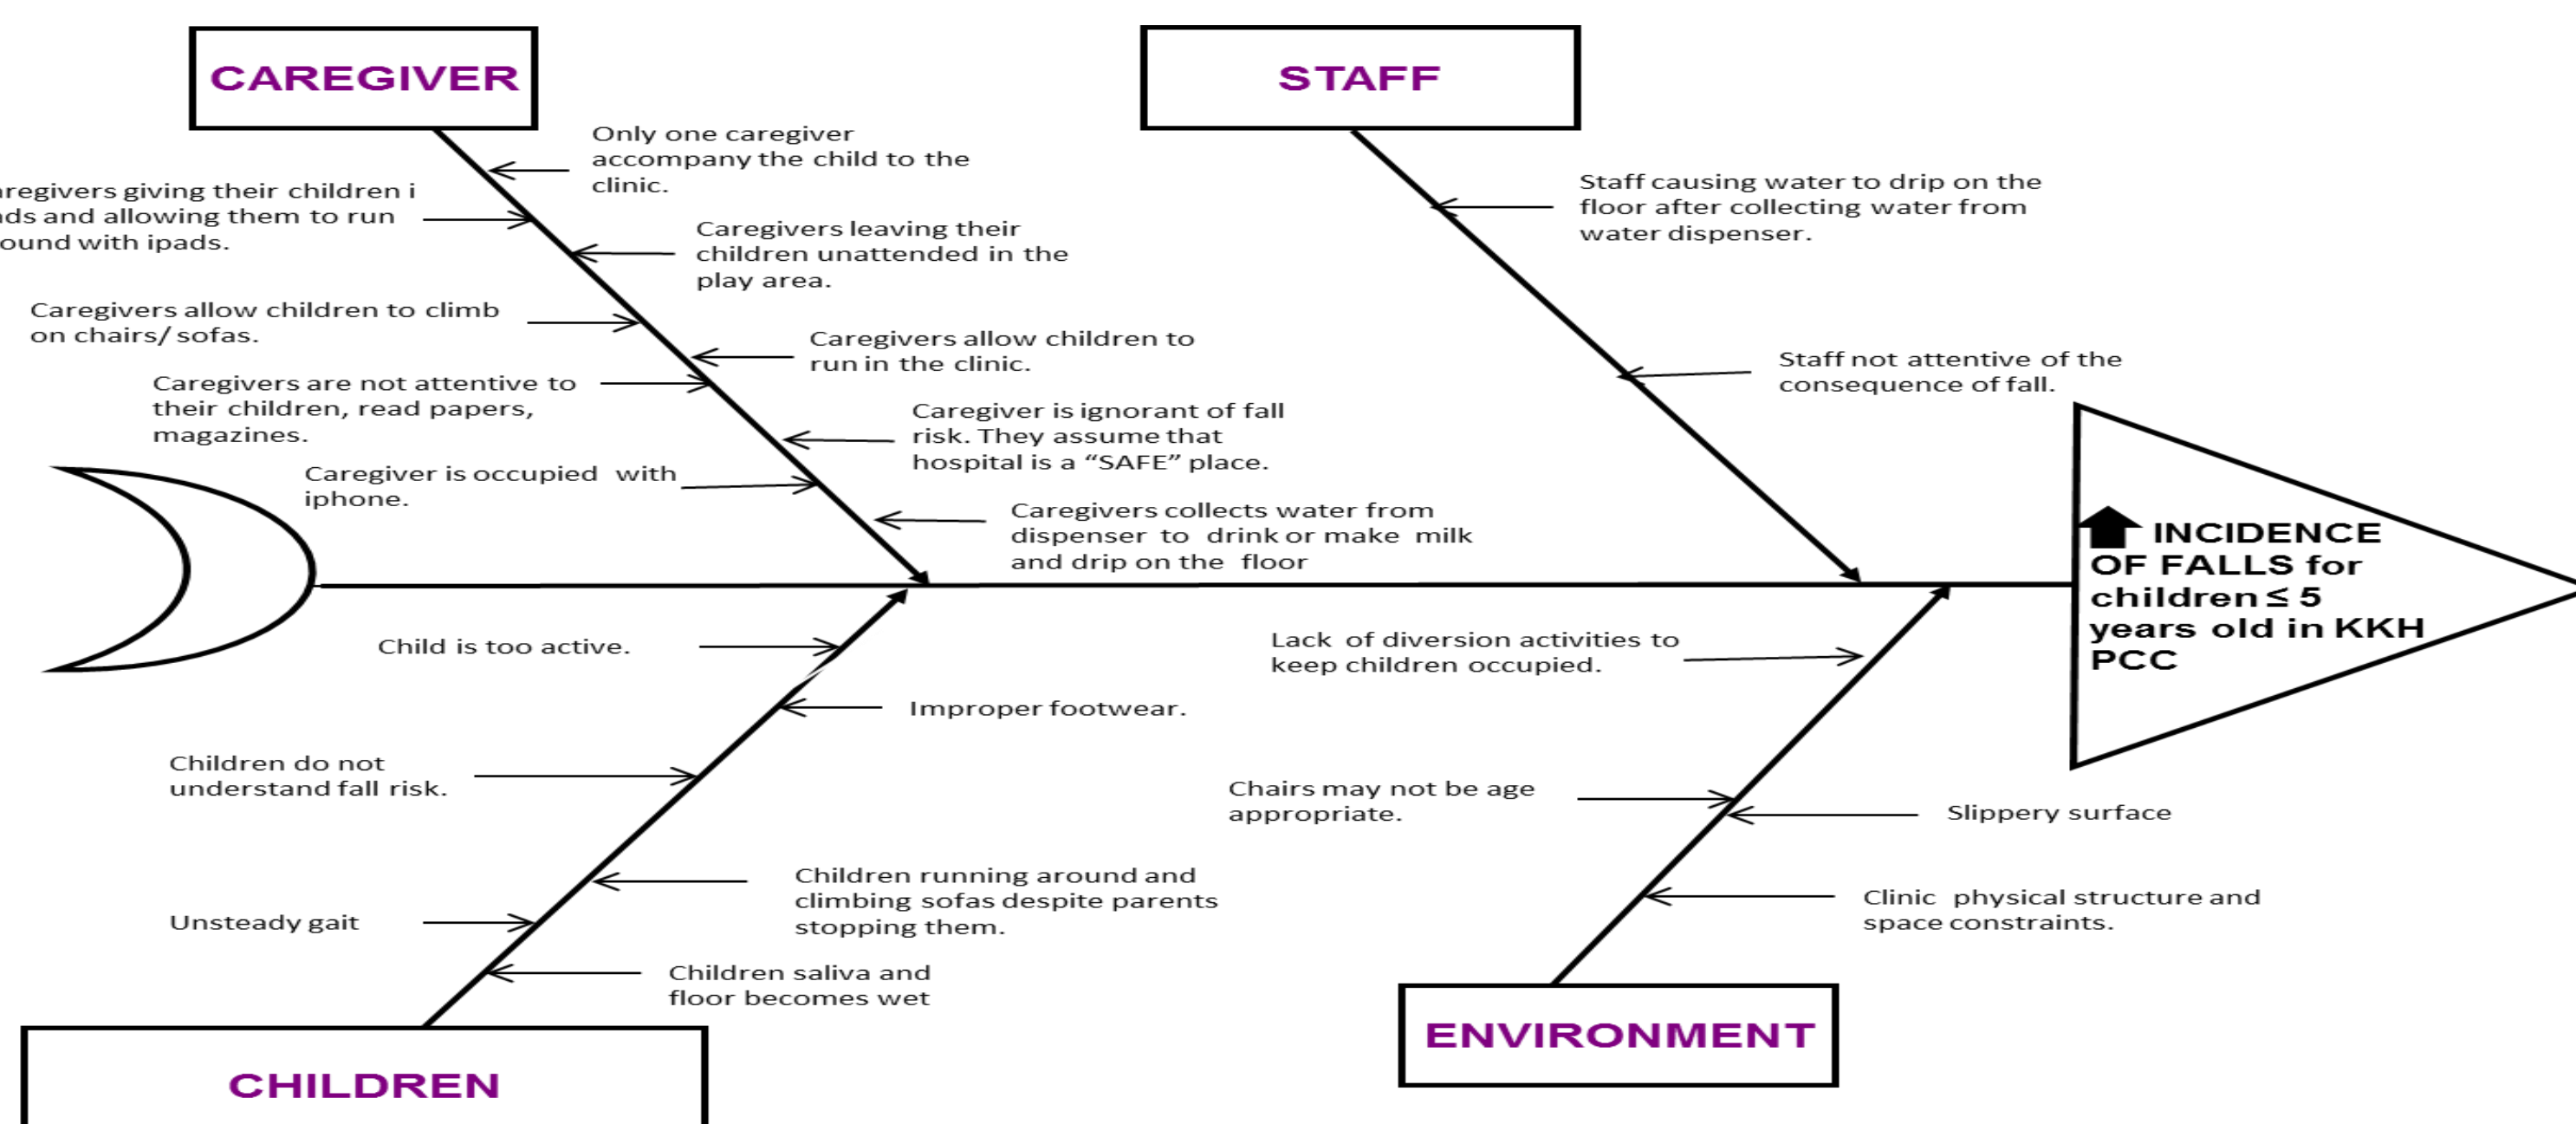 CAREGIVER
STAFF
Only one caregiver
accompany the child to the
clinic.
aregivers giving their children i
ads and allowing them to run
ound with ipads.
Caregivers leaving their
children unattended in the
play area.
Caregivers allow children to climb
on chairs/ sofas.
Caregivers allow children to
run in the clinic.
Caregivers are not attentive to
their children, read papers,
magazines.
Caregiver is ignorant of fall
risk. They assume that
hospital is a “SAFE” place.
Caregiver is occupied with
iphone.
Caregivers collects water from
dispenser to drink or make milk
and drip on the floor
Staff causing water to drip on the
floor after collecting water from
water dispenser.
Staff not attentive of the
consequence of fall.
INCIDENCE
OF FALLS for
children ≤ 5
years old in KKH
PCC
Child is too active.
Improper footwear.
Children do not
understand fall risk.
Children running around and
climbing sofas despite parents
stopping them.
Unsteady gait
Children saliva and
floor becomes wet
CHILDREN
Lack of diversion activities to
keep children occupied.
Chairs may not be age
appropriate.
Slippery surface
Clinic physical structure and
space constraints.
ENVIRONMENT